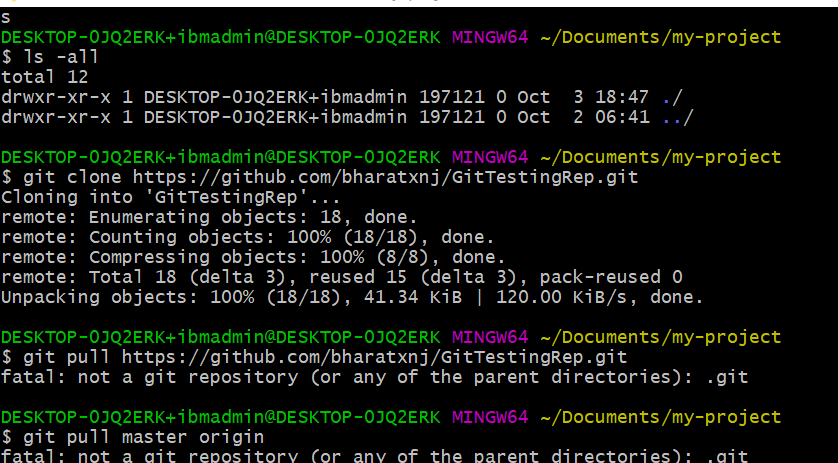 s
DESKTOP-0JQ2ERK+ibmadmin@DESKTOP-0JQ2ERK MINGW64 ~/Documents/my-project
$ ls -all
total 12
drwxr-xr-x 1 DESKTOP-0JQ2ERK+ibmadmin 197121 0 Oct  3 18:47 ./
drwxr-xr-x 1 DESKTOP-0JQ2ERK+ibmadmin 197121 0 Oct  2 06:41 ../
DESKTOP-0JQ2ERK+ibmadmin@DESKTOP-0JQ2ERK MINGW64 ~/Documents/my-project
$ git clone https://github.com/bharatxnj/GitTestingRep.git
Cloning into 'GitTestingRep'...
remote: Enumerating objects: 18, done.
remote: Counting objects: 100% (18/18), done.
remote: Compressing objects: 100% (8/8), done.
remote: Total 18 (delta 3), reused 15 (delta 3), pack-reused 0
Unpacking objects: 100% (18/18), 41.34 KiB | 120.00 KiB/s, done.
DESKTOP-0JQ2ERK+ibmadmin@DESKTOP-0JQ2ERK MINGW64 ~/Documents/my-project
$ git pull https://github.com/bharatxnj/GitTestingRep.git
fatal: not a git repository (or any of the parent directories): .git
DESKTOP-0JQ2ERK+ibmadmin@DESKTOP-0JQ2ERK MINGW64 ~/Documents/my-project
$ git pull master origin
fatal: not a git repository (or any of the parent directories): .git